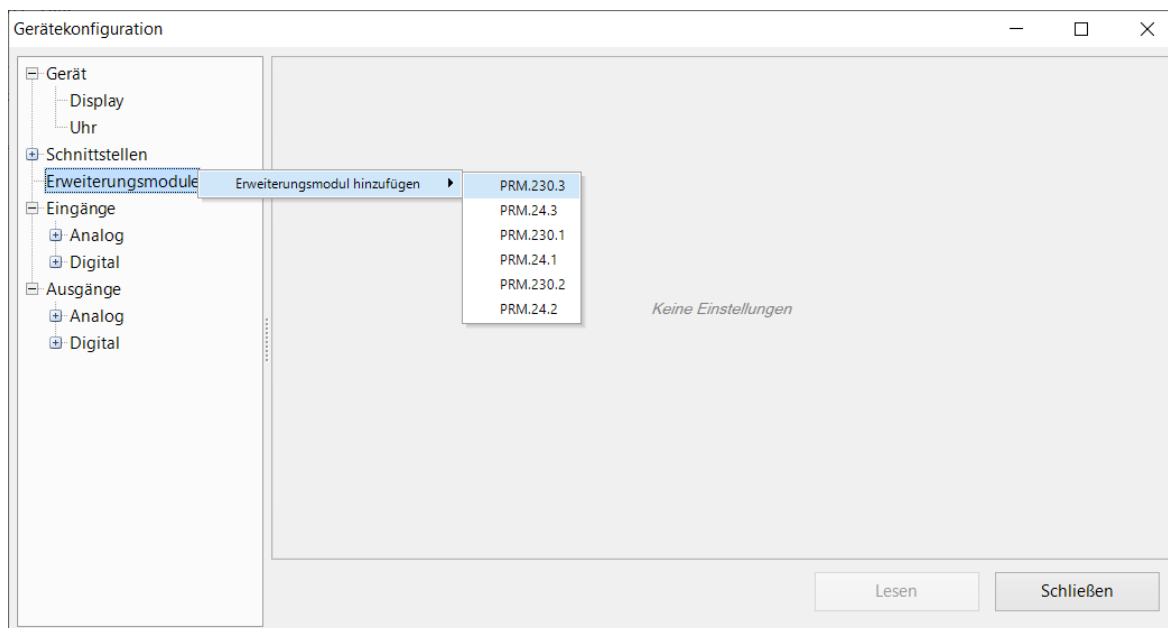 Gerätekonfiguration
Gerät
Display
Uhr
Schnittstellen
Erweiterungsmodule
Eingänge
Analog
Digital
Ausgänge
Analog
Digital
Erweiterungsmodul hinzufügen
PRM.230.3
PRM.24.3
PRM.230.1
PRM.24.1
PRM.230.2
PRM.24.2
Keine Einstellungen
Lesen
Schließen